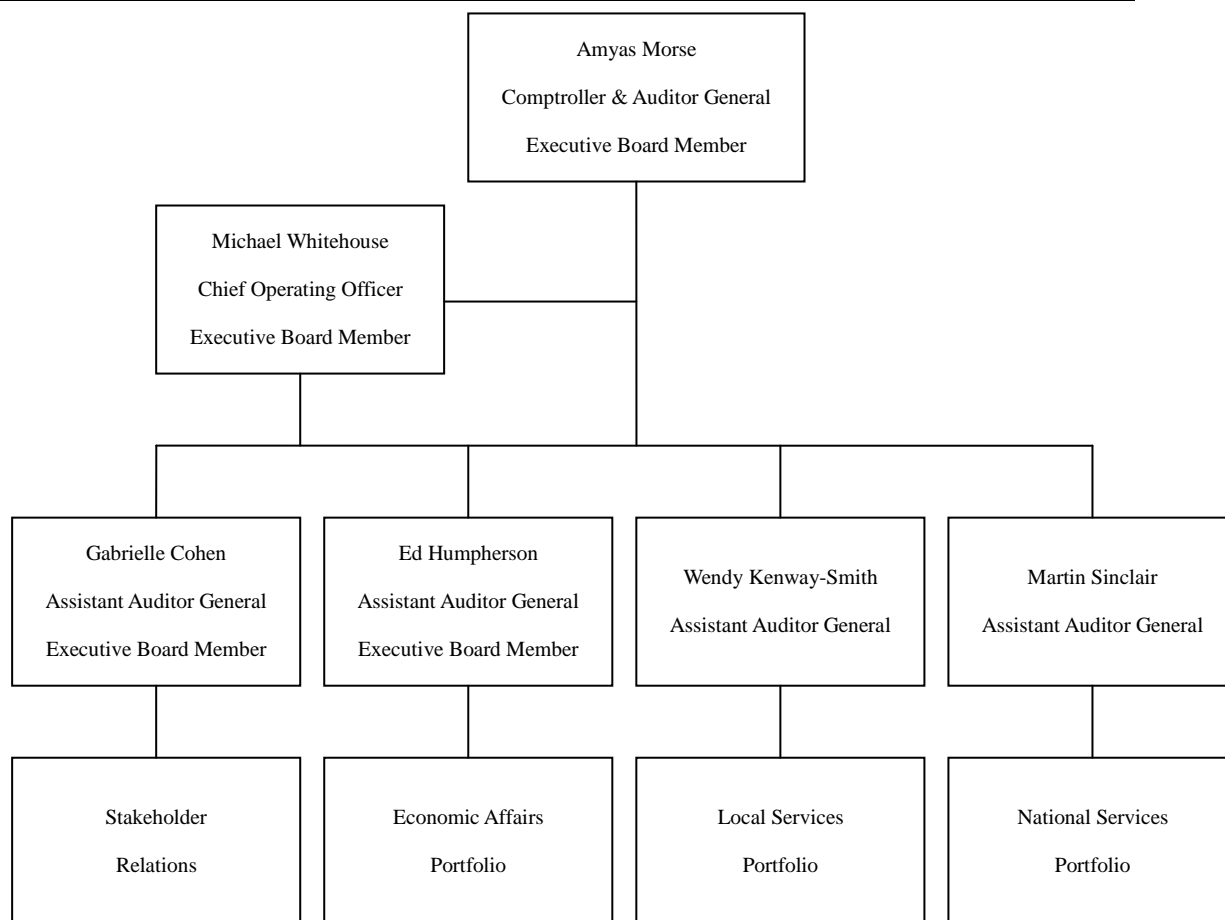 Amyas Morse
Comptroller & Auditor General
Executive Board Member
Michael Whitehouse
Chief Operating Officer
Executive Board Member
Gabrielle Cohen
Assistant Auditor General
Executive Board Member
Ed Humpherson
Assistant Auditor General
Executive Board Member
Wendy Kenway-Smith
Assistant Auditor General
Martin Sinclair
Assistant Auditor General
Stakeholder
Relations
Economic Affairs
Portfolio
Local Services
Portfolio
National Services
Portfolio